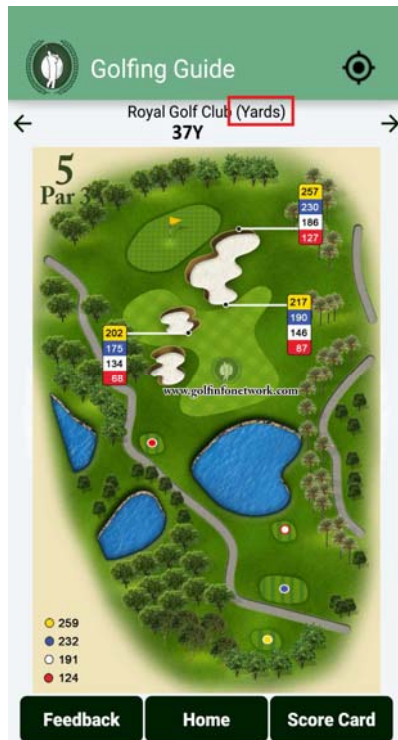 Golfing Guide
Royal Golf Club (Yards)
37Y
5
Par 3
257
230
186
127
217
190
146
87
202
175
134
68
www.golfinfonetwork.com
259
232
191
124
Feedback
Home
Score Card